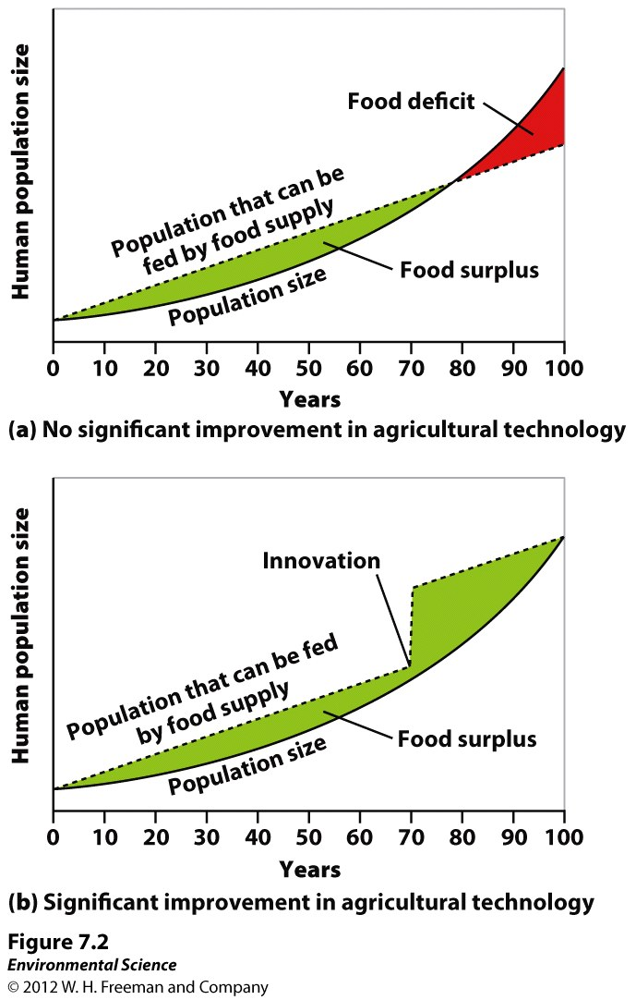 Human population size
Food deficit
Population that can be
fed by food supply
Food surplus
Population size
0 10 20 30 40 50 60 70 80 90 100
Years
(a) No significant improvement in agricultural technology
Human population size
Innovation
Population that can be fed
by food supply
Food surplus
Population size
0 10 20 30 40 50 60 70 80 90 100
Years
(b) Significant improvement in agricultural technology
Figure 7.2
Environmental Science
© 2012 W. H. Freeman and Company